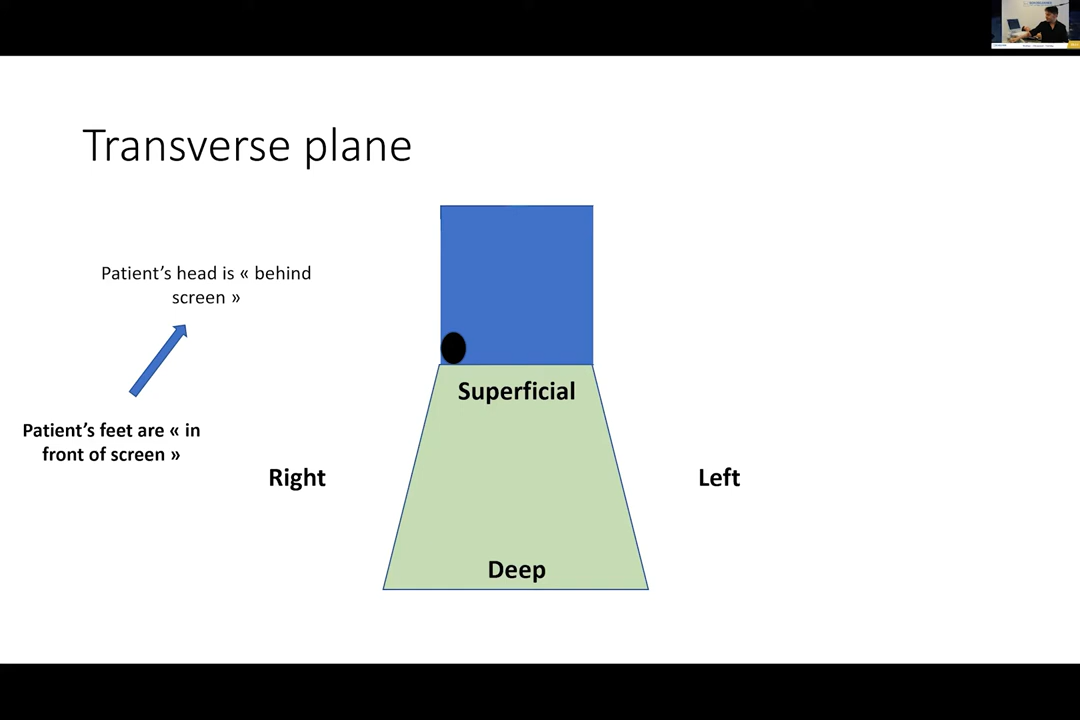 Transverse plane
Patient’s head is « behind
screen »
Patient’s feet are « in
front of screen »
Superficial
Right
Left
Deep